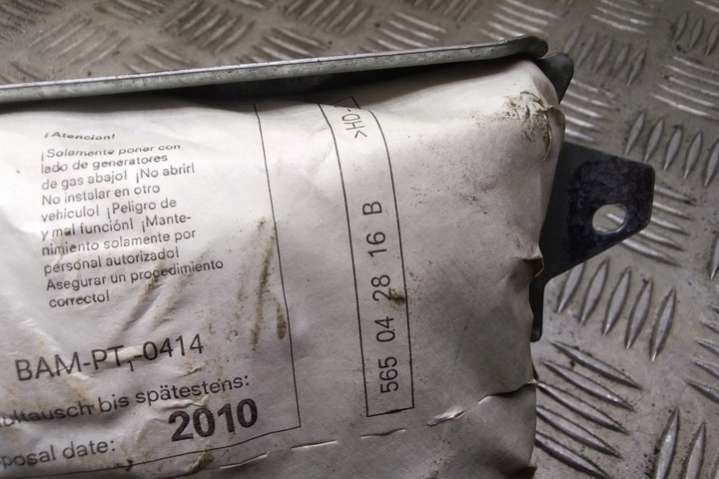 ¡Atencion!
¡Solamente poner con
lado de generatores
de gas abajo! ¡No abrir!
No instalar en otro
vehiculo! ¡Peligro de
y mal función! ¡Mante-
nimiento solamente por
personal autorizado!
Asegurar un procedimiento
correcto!
BAM-PT₁-0414
bis spätestens:
2010
posal date:
565 04 28 16 B